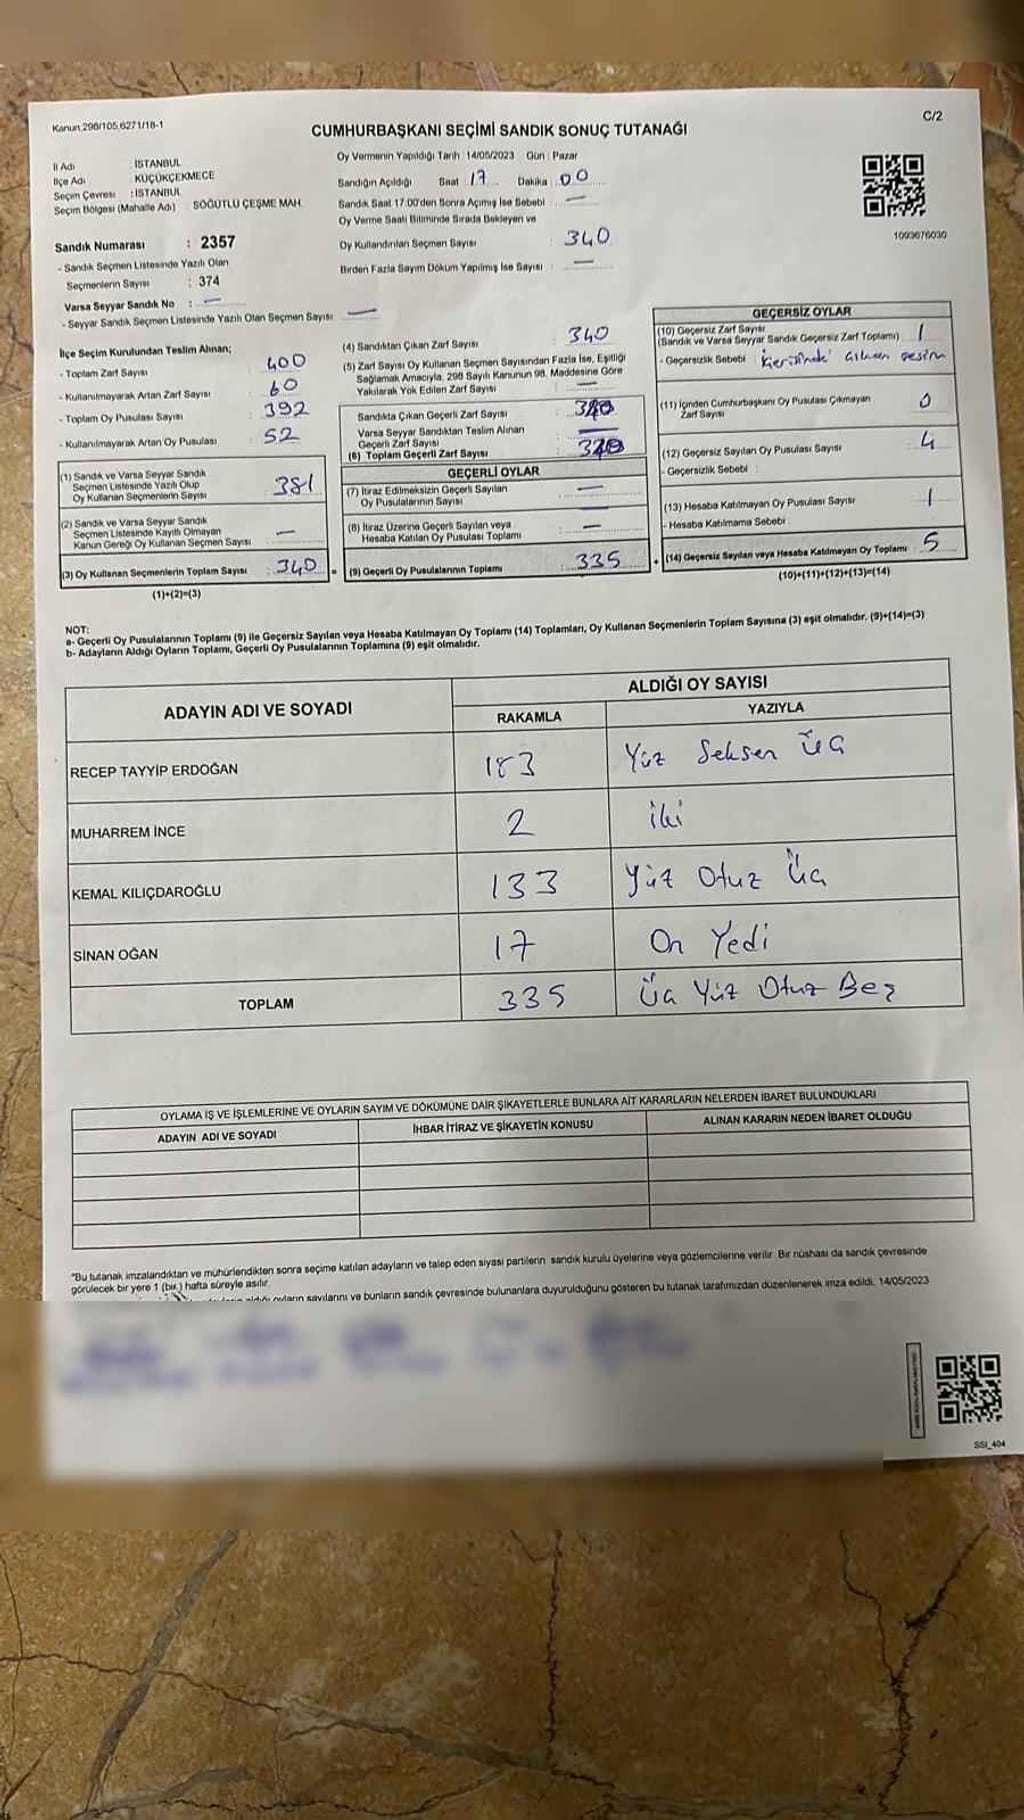 Kanun,298/105,6271/18-1
C/2
CUMHURBAŞKANI SEÇİMİ SANDIK SONUÇ TUTANAĞI
İl Adı : İSTANBUL
İlçe Adı : KÜÇÜKÇEKMECE
Seçim Çevresi : İSTANBUL
Seçim Bölgesi (Mahalle Adı) SÖĞÜTLÜ ÇEŞME MAH.
Sandık Numarası : 2357
- Sandık Seçmen Listesinde Yazılı Olan
Seçmenlerin Sayısı : 374
Varsa Seyyar Sandık No : —
- Seyyar Sandık Seçmen Listesinde Yazılı Olan Seçmen Sayısı: —
Oy Vermenin Yapıldığı Tarih : 14/05/2023 Gün : Pazar
Sandığın Açıldığı Saat 17 Dakika 00
Sandık Saat 17:00'den Sonra Açımış İse Sebebi —
Oy Verme Saati Bitiminde Sırada Bekleyen ve
Oy Kullandırılan Seçmen Sayısı : 340
Birden Fazla Sayım Döküm Yapılmış İse Sayısı : —
1093676030
İlçe Seçim Kurulundan Teslim Alınan;
- Toplam Zarf Sayısı : 400
- Kullanılmayarak Artan Zarf Sayısı : 60
- Toplam Oy Pusulası Sayısı : 392
- Kullanılmayarak Artan Oy Pusulası : 52
(1) Sandık ve Varsa Seyyar Sandık
Seçmen Listesinde Yazılı Olup
Oy Kullanan Seçmenlerin Sayısı 381
(2) Sandık ve Varsa Seyyar Sandık
Seçmen Listesinde Kayıtlı Olmayan
Kanun Gereği Oy Kullanan Seçmen Sayısı —
(3) Oy Kullanan Seçmenlerin Toplam Sayısı : 340
(1)+(2)=(3)
(4) Sandıktan Çıkan Zarf Sayısı : 340
(5) Zarf Sayısı Oy Kullanan Seçmen Sayısından Fazla İse, Eşitliği
Sağlamak Amacıyla, 298 Sayılı Kanunun 98. Maddesine Göre
Yakılarak Yok Edilen Zarf Sayısı —
Sandıkta Çıkan Geçerli Zarf Sayısı
Varsa Seyyar Sandıktan Teslim Alınan
Geçerli Zarf Sayısı —
(6) Toplam Geçerli Zarf Sayısı
GEÇERLİ OYLAR
(7) İtiraz Edilmeksizin Geçerli Sayılan
Oy Pusulalarının Sayısı —
(8) İtiraz Üzerine Geçerli Sayılan veya
Hesaba Katılan Oy Pusulası Toplamı —
= (9) Geçerli Oy Pusulalarının Toplamı : 335
GEÇERSİZ OYLAR
(10) Geçersiz Zarf Sayısı
(Sandık ve Varsa Seyyar Sandık Geçersiz Zarf Toplamı) 1
- Geçersizlik Sebebi
(11) İçinden Cumhurbaşkanı Oy Pusulası Çıkmayan
Zarf Sayısı 0
(12) Geçersiz Sayılan Oy Pusulası Sayısı 4
- Geçersizlik Sebebi :
(13) Hesaba Katılmayan Oy Pusulası Sayısı 1
- Hesaba Katılmama Sebebi :
+ (14) Geçersiz Sayılan veya Hesaba Katılmayan Oy Toplamı 5
(10)+(11)+(12)+(13)=(14)
NOT:
a- Geçerli Oy Pusulalarının Toplamı (9) ile Geçersiz Sayılan veya Hesaba Katılmayan Oy Toplamı (14) Toplamları, Oy Kullanan Seçmenlerin Toplam Sayısına (3) eşit olmalıdır. (9)+(14)=(3)
b- Adayların Aldığı Oyların Toplamı, Geçerli Oy Pusulalarının Toplamına (9) eşit olmalıdır.
ADAYIN ADI VE SOYADI
ALDIĞI OY SAYISI
RAKAMLA YAZIYLA
RECEP TAYYİP ERDOĞAN 183 Yüz Seksen Üç
MUHARREM İNCE 2 iki
KEMAL KILIÇDAROĞLU 133 Yüz Otuz Üç
SİNAN OĞAN 17 On Yedi
TOPLAM 335 Üç Yüz Otuz Beş
OYLAMA İŞ VE İŞLEMLERİNE VE OYLARIN SAYIM VE DÖKÜMÜNE DAİR ŞİKAYETLERLE BUNLARA AİT KARARLARIN NELERDEN İBARET BULUNDUKLARI
ADAYIN ADI VE SOYADI İHBAR İTİRAZ VE ŞİKAYETİN KONUSU ALINAN KARARIN NEDEN İBARET OLDUĞU
"Bu tutanak imzalandıktan ve mühürlendikten sonra seçime katılan adayların ve talep eden siyasi partilerin sandık kurulu üyelerine veya gözlemcilerine verilir. Bir nüshası da sandık çevresinde
görülecek bir yere 1 (bir.) hafta süreyle asılır.
sayılarını ve bunların sandık çevresinde bulunanlara duyurulduğunu gösteren bu tutanak tarafımızdan düzenlenerek imza edildi. 14/05/2023
SSI_404